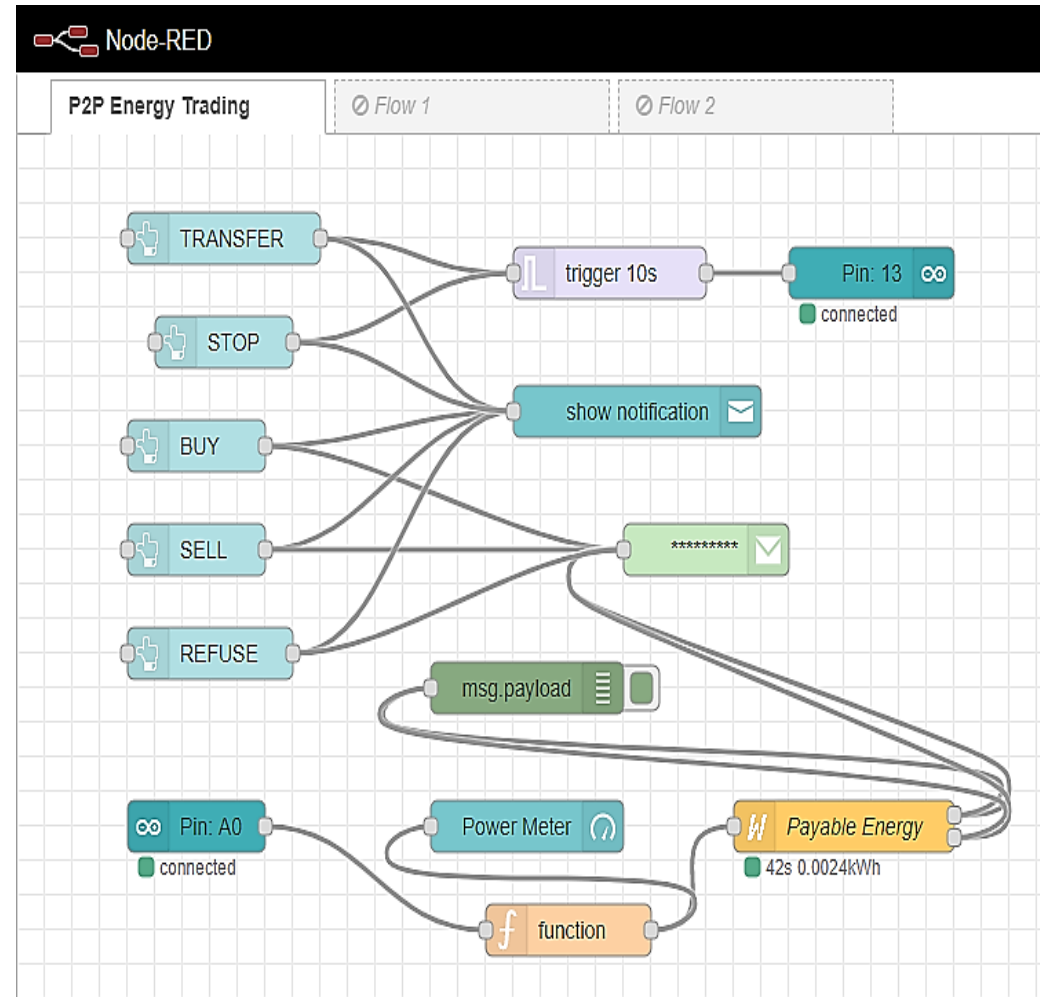 Node-RED
P2P Energy Trading
Flow 1
Flow 2
TRANSFER
trigger 10s
Pin: 13
connected
STOP
show notification
BUY
SELL
*********
REFUSE
msg.payload
Pin: A0
connected
Power Meter
Payable Energy
42s 0.0024kWh
function